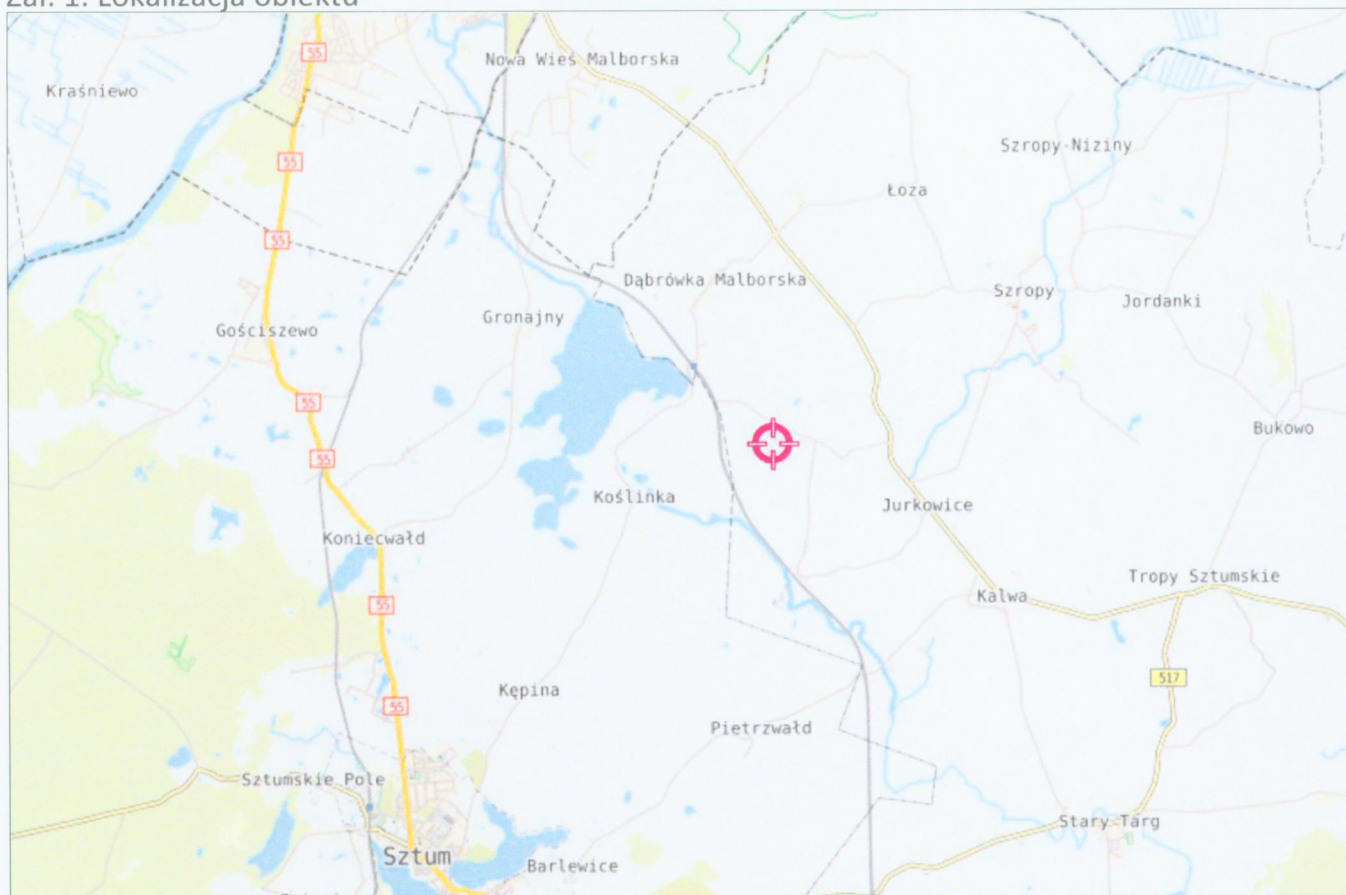 Zał. 1. Lokalizacja obiektu
55
Nowa Wieś Malborska
Kraśniewo
Szropy-Niziny
55
Łoza
55
Dąbrówka Malborska
Szropy
Jordanki
Gronajny
Gościszewo
55
Bukowo
55
Koślinka
Jurkowice
Koniecwałd
Tropy Sztumskie
Kalwa
55
517
Kępina
55
Pietrzwałd
Sztumskie Pole
Stary Targ
Sztum
Barlewice